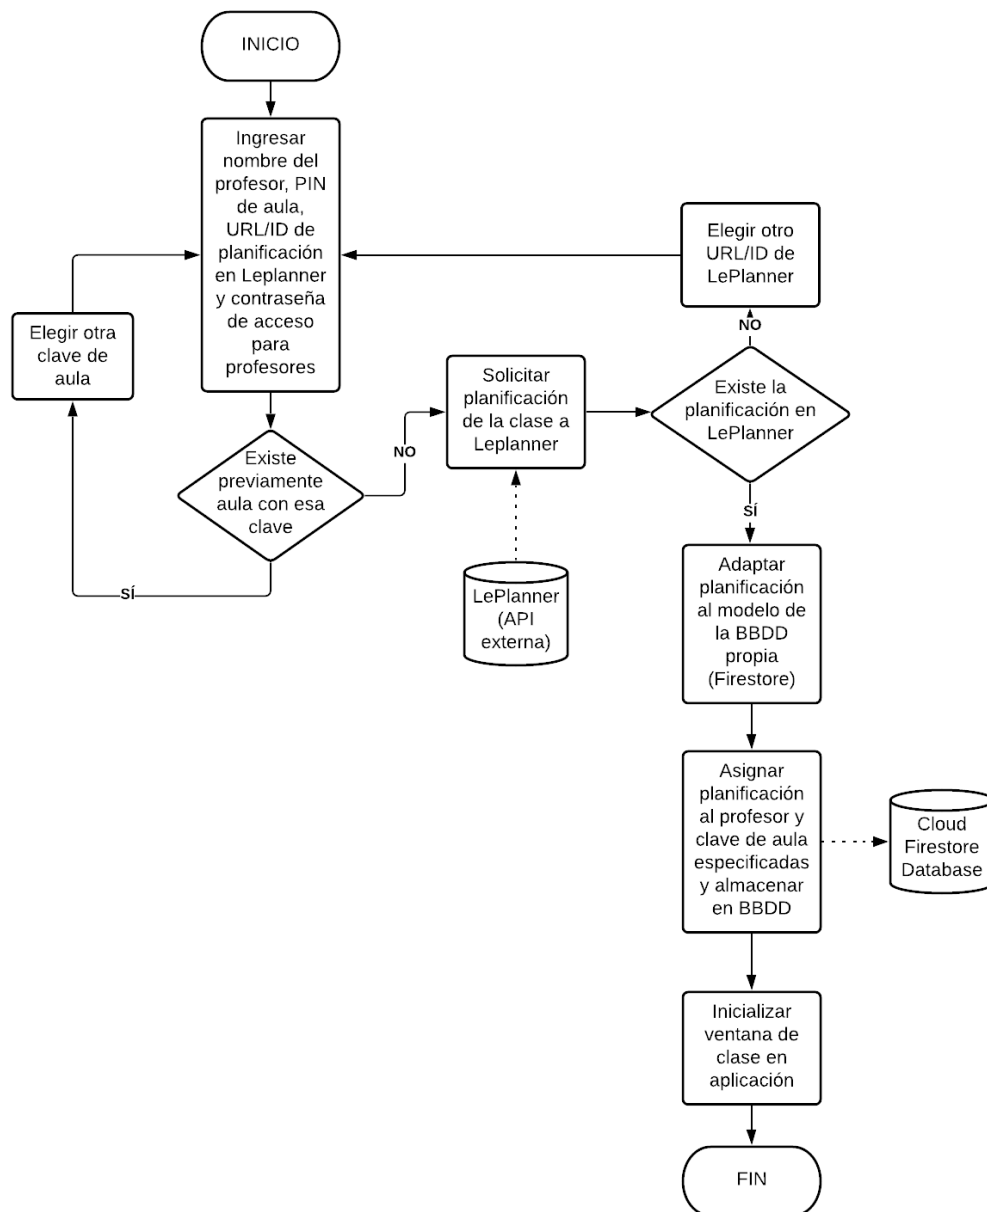 INICIO
Ingresar
nombre del
profesor, PIN
de aula,
URL/ID de
planificación
en Leplanner
y contraseña
de acceso
para
profesores
Elegir otro
URL/ID de
LePlanner
Elegir otra
clave de
aula
NO
Solicitar
planificación
de la clase a
Leplanner
Existe la
planificación en
LePlanner
Existe
previamente
aula con esa
clave
NO
SÍ
SÍ
LePlanner
(API
externa)
Adaptar
planificación
al modelo de
la BBDD
propia
(Firestore)
Asignar
planificación
al profesor y
clave de aula
especificadas
y almacenar
en BBDD
Cloud
Firestore
Database
Inicializar
ventana de
clase en
aplicación
FIN